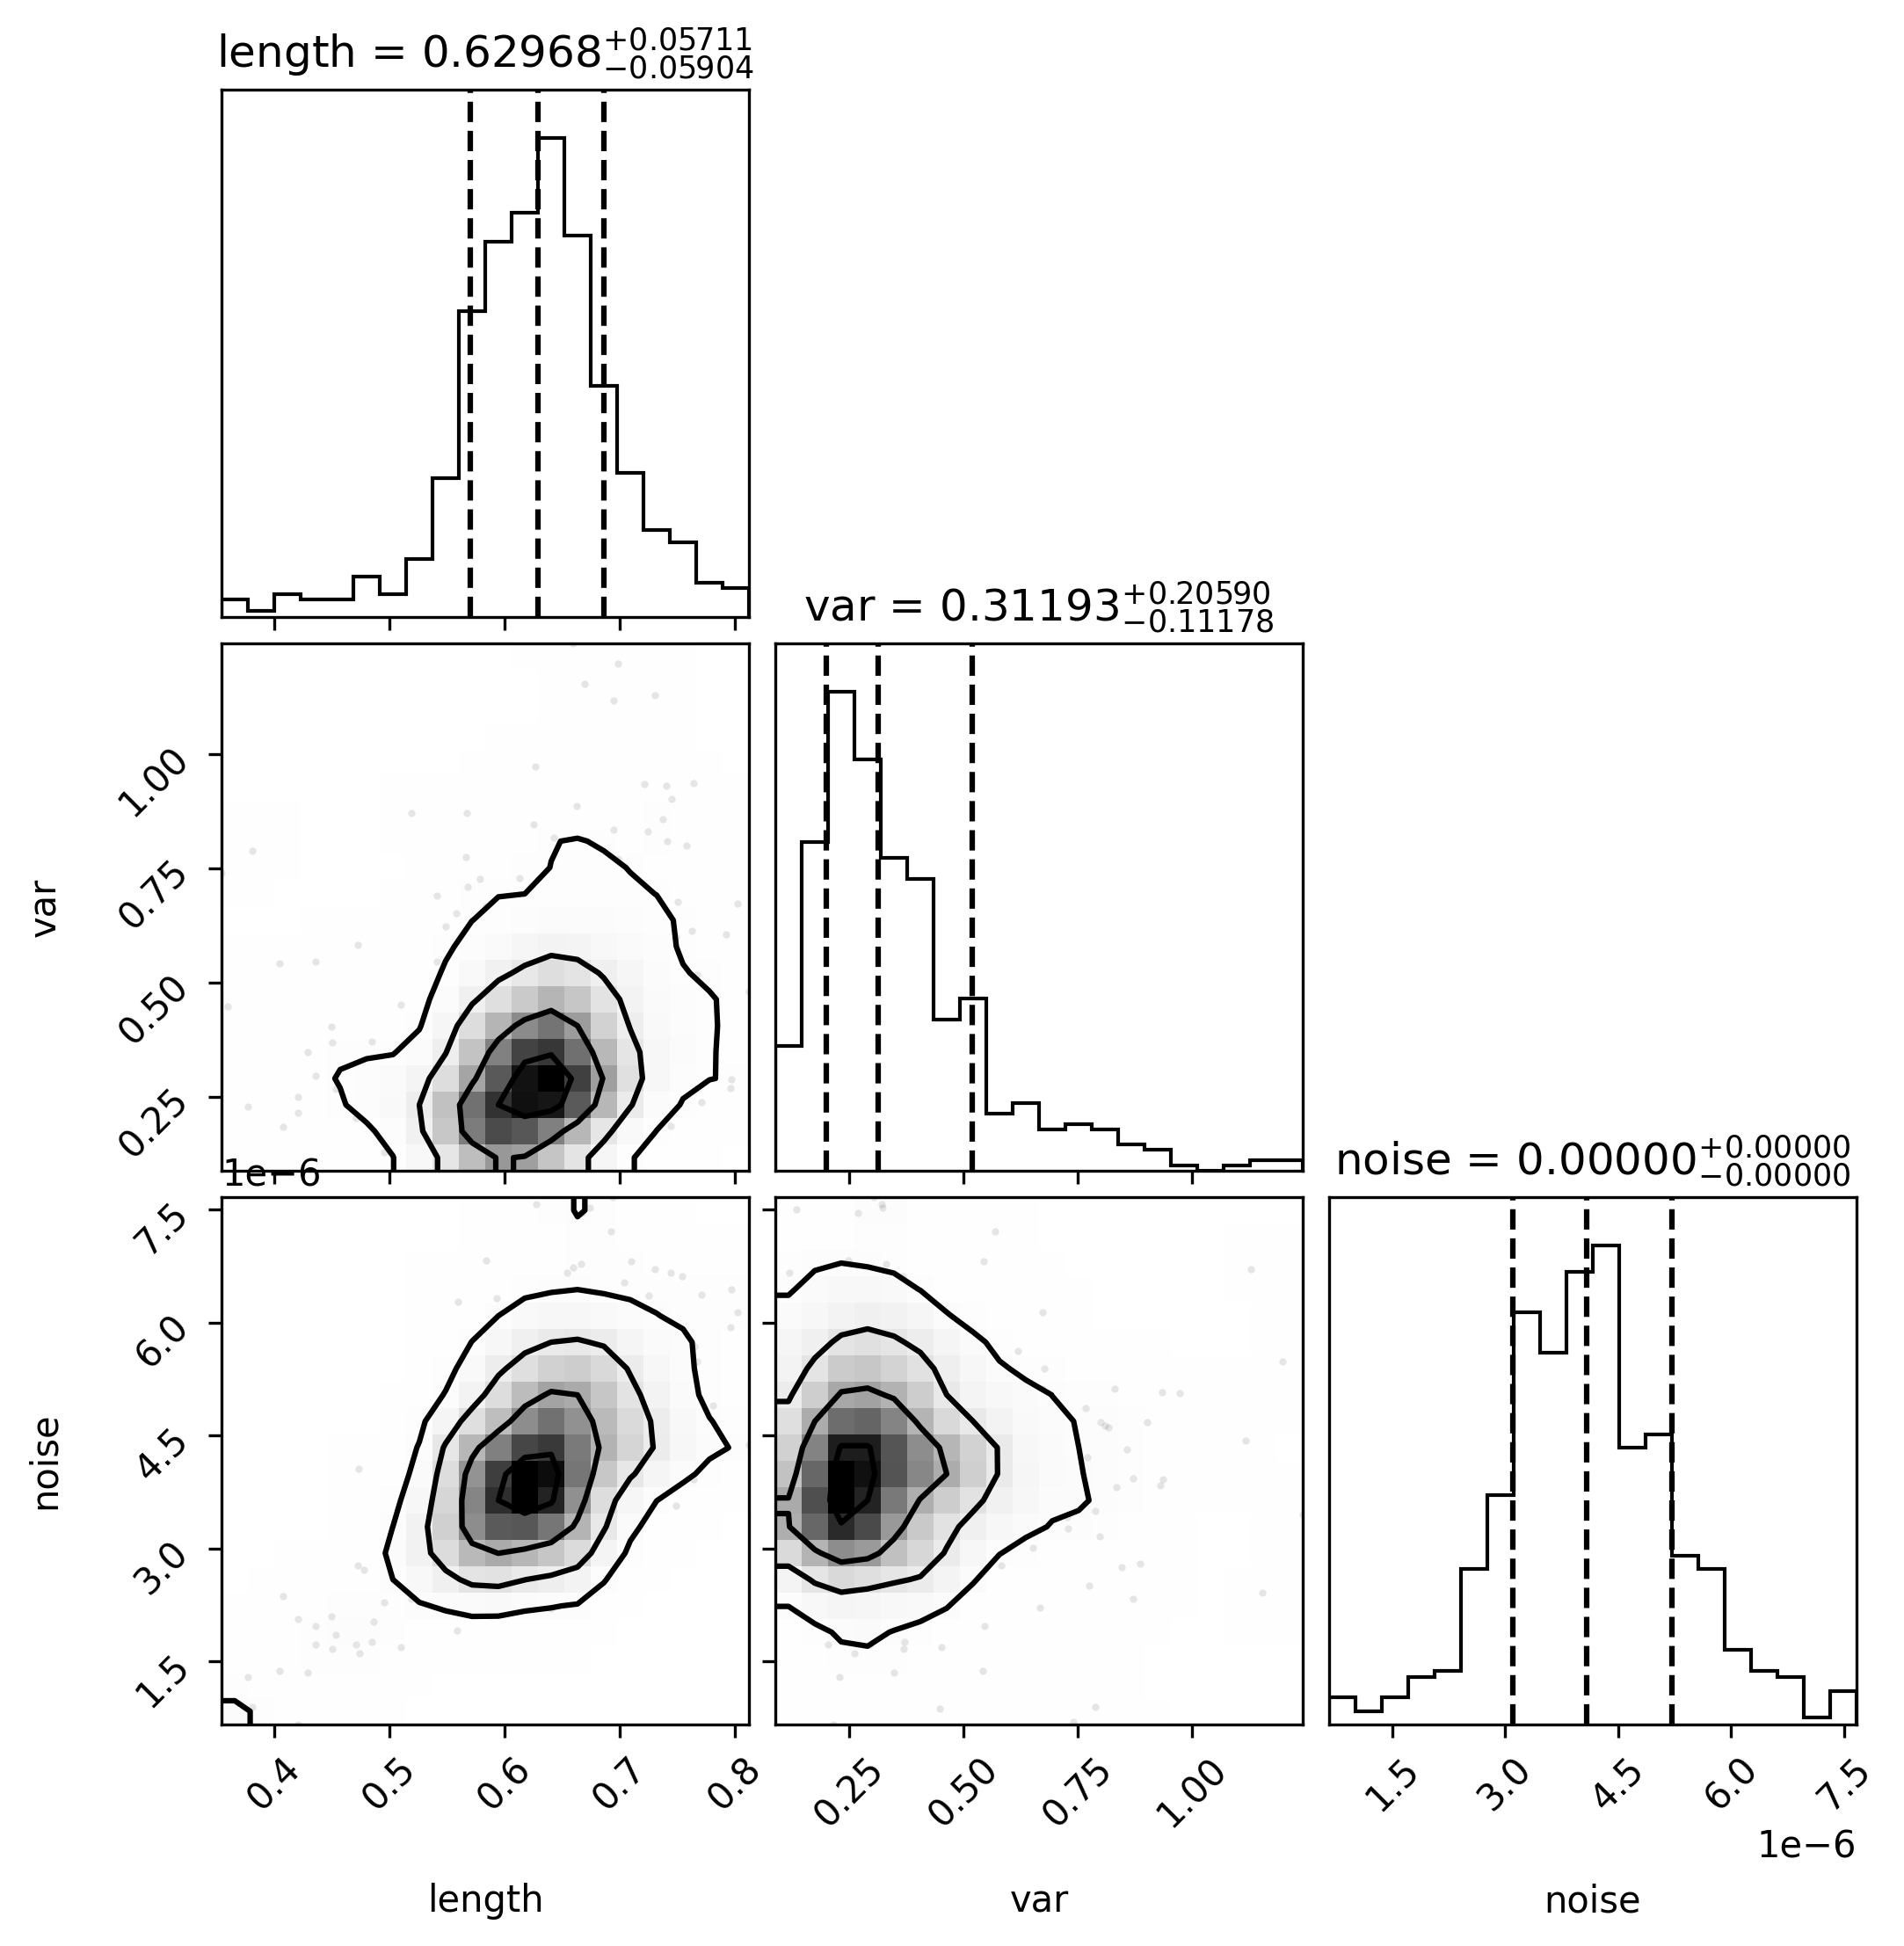 length = 0.62968+0.05711−0.05904
var = 0.31193+0.20590−0.11178
1.00
0.75
0.50
0.25
var
noise = 0.00000+0.00000−0.00000
1e−6
7.5
6.0
4.5
3.0
1.5
noise
0.4 0.5 0.6 0.7 0.8
0.25 0.50 0.75 1.00
1.5 3.0 4.5 6.0 7.5
1e−6
length
var
noise